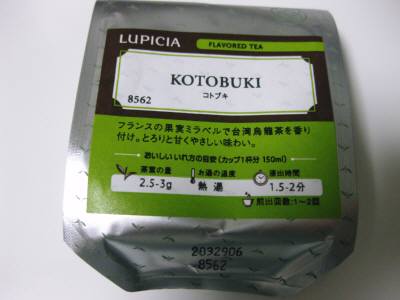 LUPICIA
FLAVORED TEA
KOTOBUKI
コトブキ
8562
フランスの果実ミラベルで台湾烏龍茶を香り
付け。とろりと甘くやさしい味わい。
おいしいいれ方の目安(カップ1杯分 150ml)
茶葉の量
お湯の温度
浸出時間
2.5-3g
熱湯
1.5-2分
煎出回数:1~2回
2032906
8562